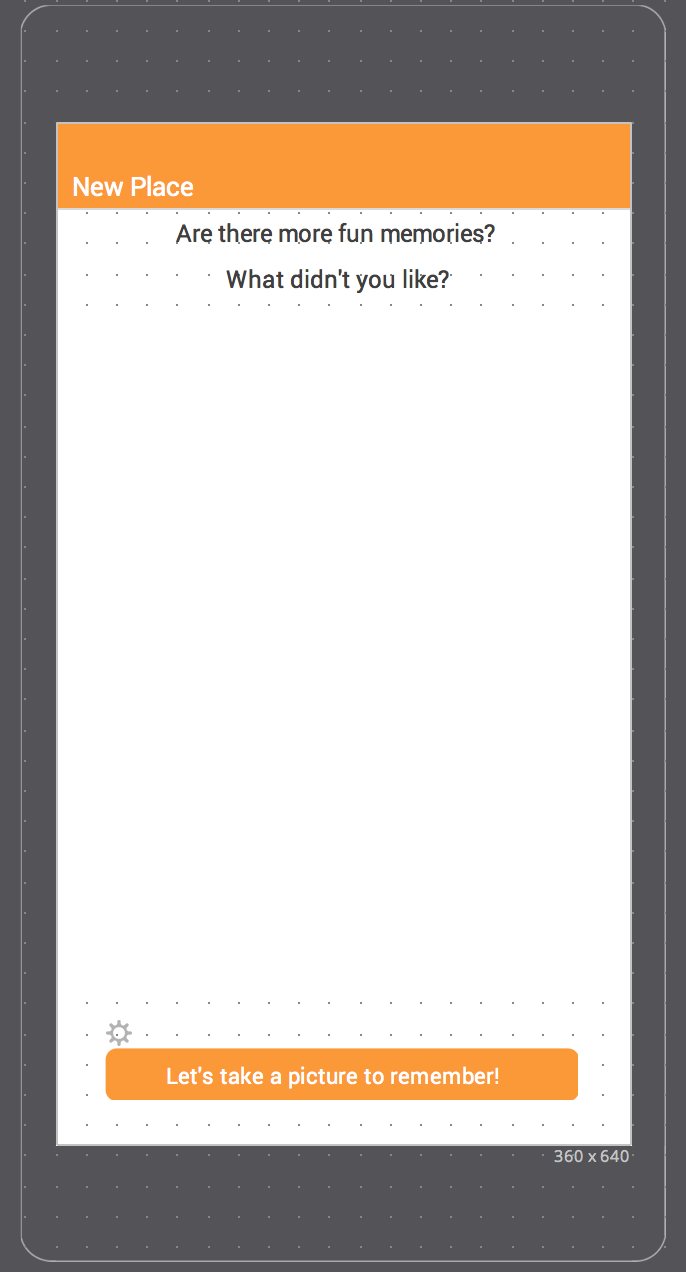 New Place
Are there more fun memories?
What didn't you like?
Let's take a picture to remember!
360 x 640